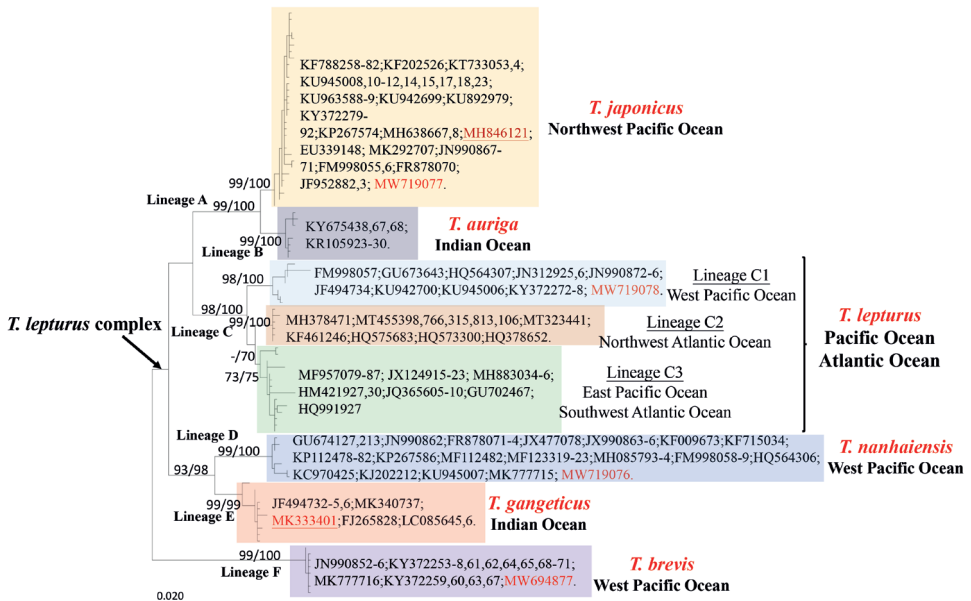 KF788258-82;KF202526;KT733053,4;
KU945008,10-12,14,15,17,18,23;
KU963588-9;KU942699;KU892979;
KY372279-
92;KP267574;MH638667,8;MH846121;
EU339148; MK292707;JN990867-
71;FM998055,6;FR878070;
JF952882,3; MW719077.
T. japonicus
Northwest Pacific Ocean
99/100
Lineage A
99/100
KY675438,67,68;
KR105923-30.
T. auriga
Indian Ocean
99/100
Lineage B
FM998057;GU673643;HQ564307;JN312925,6;JN990872-6;
JF494734;KU942700;KU945006;KY372272-8; MW719078.
Lineage C1
West Pacific Ocean
98/100
98/100
Lineage C
99/100
MH378471;MT455398,766,315,813,106;MT323441;
KF461246;HQ575683;HQ573300;HQ378652.
Lineage C2
Northwest Atlantic Ocean
T. lepturus
Pacific Ocean
Atlantic Ocean
T. lepturus complex
-/70
73/75
MF957079-87; JX124915-23; MH883034-6;
HM421927,30;JQ365605-10;GU702467;
HQ991927
Lineage C3
East Pacific Ocean
Southwest Atlantic Ocean
Lineage D
99/100
93/98
GU674127,213;JN990862;FR878071-4;JX477078;JX990863-6;KF009673;KF715034;
KP112478-82;KP267586;MF112482;MF123319-23;MH085793-4;FM998058-9;HQ564306;
KC970425;KJ202212;KU945007;MK777715; MW719076.
T. nanhaiensis
West Pacific Ocean
99/99
Lineage E
JF494732-5,6;MK340737;
MK333401;FJ265828;LC085645,6.
T. gangeticus
Indian Ocean
99/100
Lineage F
JN990852-6;KY372253-8,61,62,64,65,68-71;
MK777716;KY372259,60,63,67;MW694877.
T. brevis
West Pacific Ocean
0.020